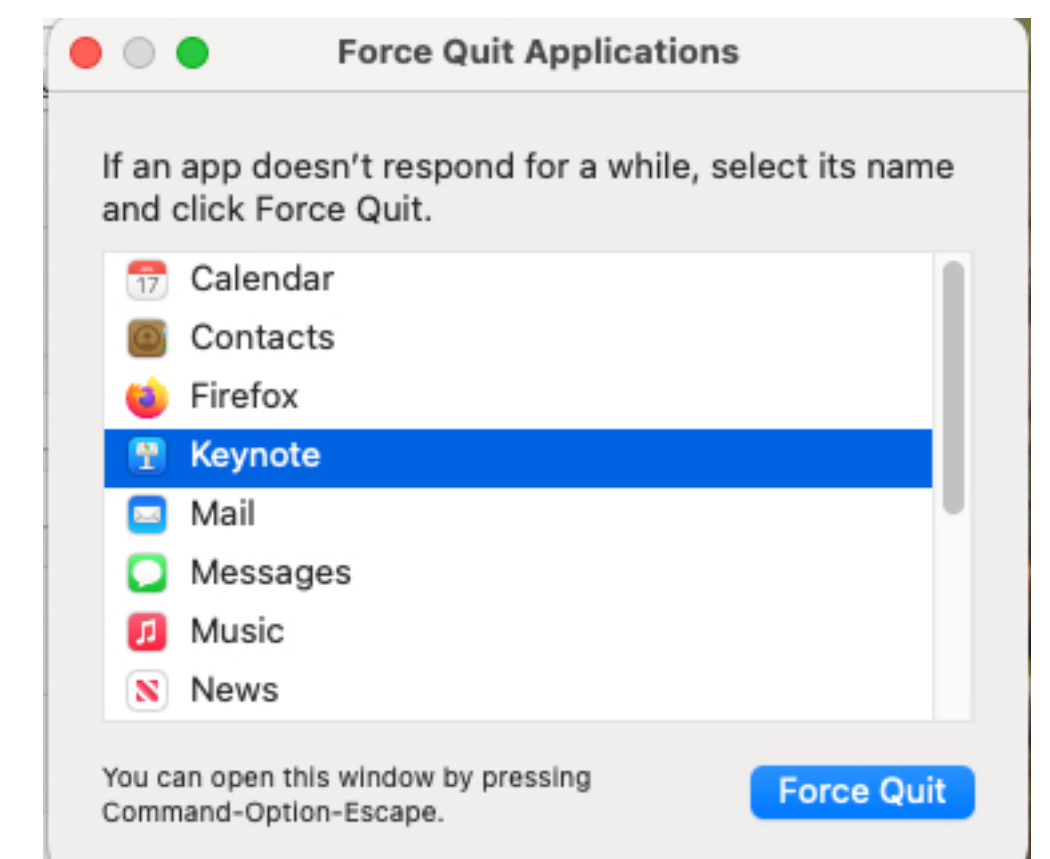 Force Quit Applications
If an app doesn’t respond for a while, select its name
and click Force Quit.
17
Calendar
Contacts
Firefox
Keynote
Mail
Messages
Music
News
You can open this window by pressing
Command-Option-Escape.
Force Quit